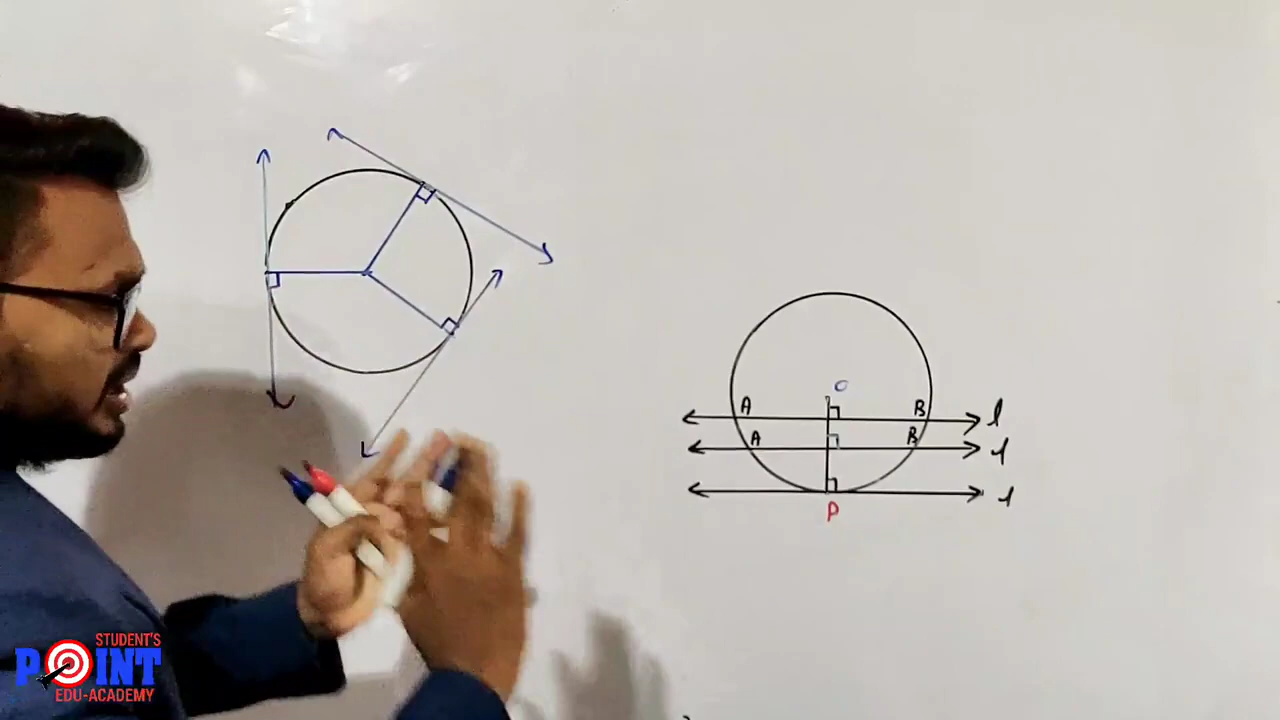 O
A B l
A B l
l
P
STUDENT'S
POINT
EDU-ACADEMY